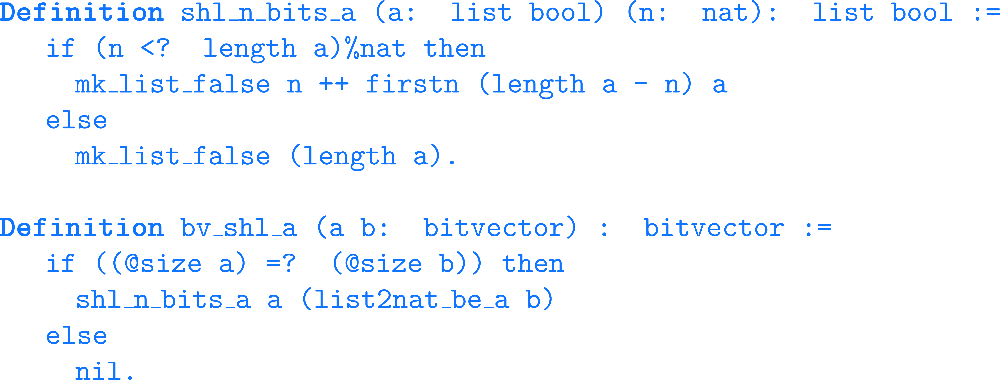 Definition shl_n_bits_a (a: list bool) (n: nat): list bool :=
if (n <? length a)%nat then
mk_list_false n ++ firstn (length a - n) a
else
mk_list_false (length a).
Definition bv_shl_a (a b: bitvector) : bitvector :=
if ((@size a) =? (@size b)) then
shl_n_bits_a a (list2nat_be_a b)
else
nil.